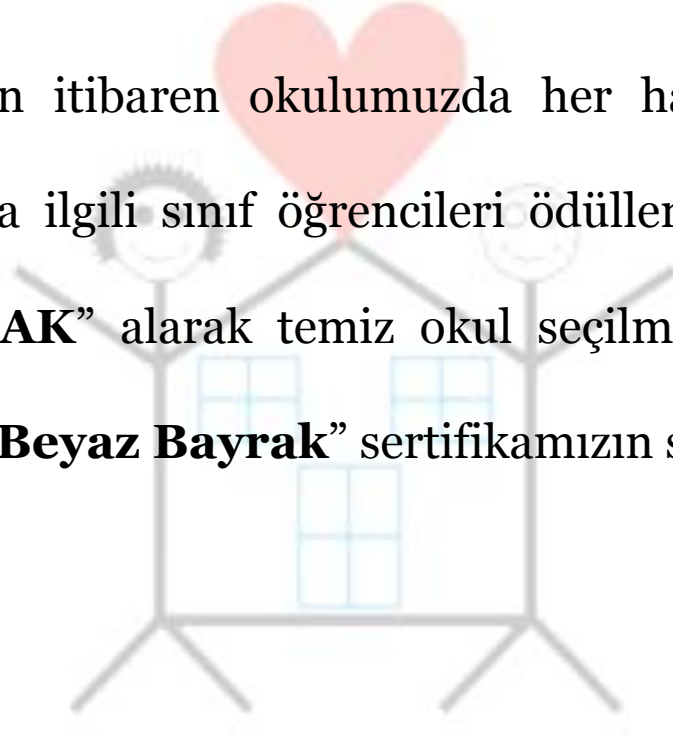 n itibaren okulumuzda her ha
a ilgili sınıf öğrencileri ödüller
AK” alarak temiz okul seçilm
Beyaz Bayrak” sertifikamızın s